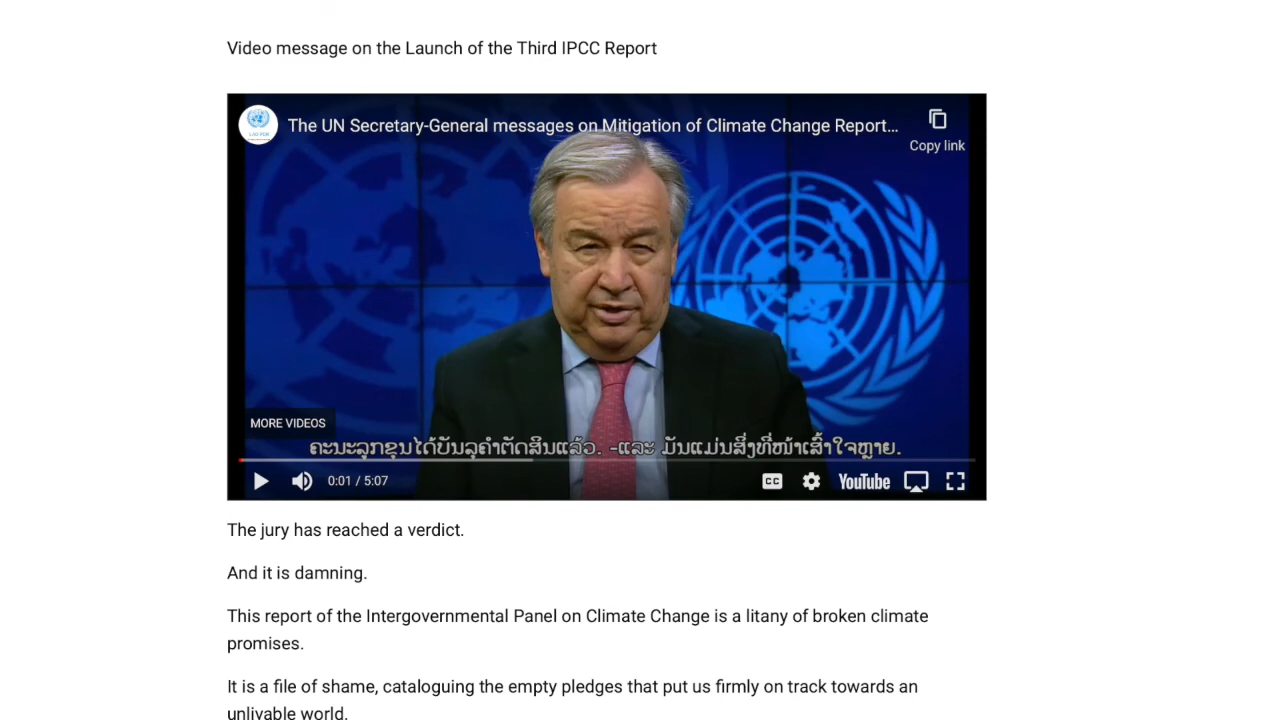 Video message on the Launch of the Third IPCC Report
The UN Secretary-General messages on Mitigation of Climate Change Report...
Copy link
LAO PDR
MORE VIDEOS
ຄະນະລູກຂຸນໄດ້ບັນລຸຄຳຕັດສິນແລ້ວ. -ແລະ ມັນແມ່ນສິ່ງທີ່ໜ້າເສົ້າໃຈຫຼາຍ.
0:01 / 5:07
CC
YouTube
The jury has reached a verdict.
And it is damning.
This report of the Intergovernmental Panel on Climate Change is a litany of broken climate
promises.
It is a file of shame, cataloguing the empty pledges that put us firmly on track towards an
unlivable world.